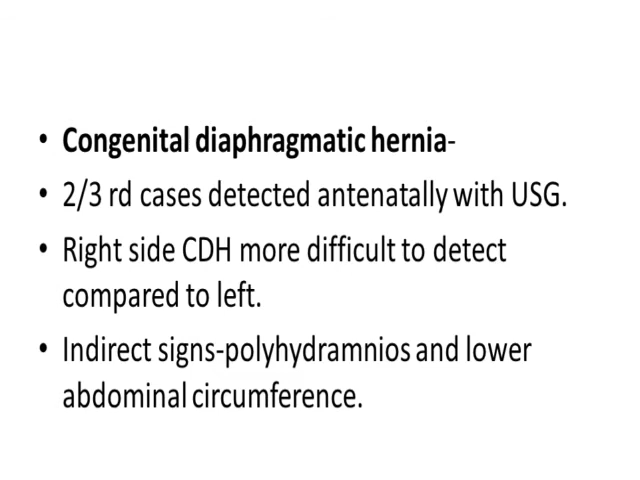 • Congenital diaphragmatic hernia-
• 2/3 rd cases detected antenatally with USG.
• Right side CDH more difficult to detect
compared to left.
• Indirect signs-polyhydramnios and lower
abdominal circumference.